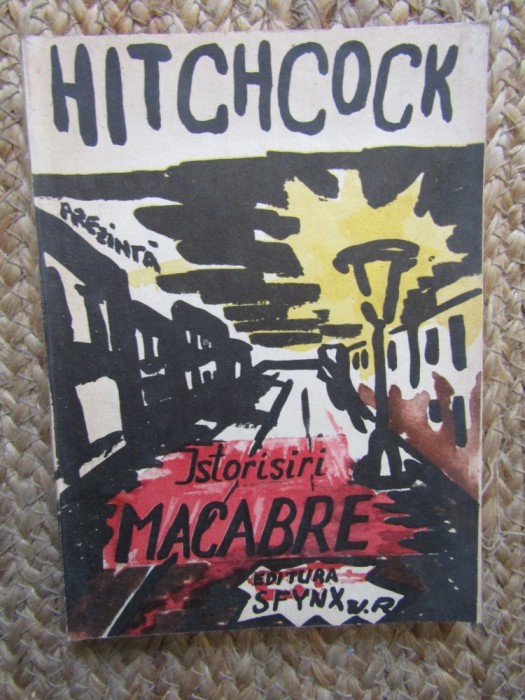 HITCHCOCK
PREZINTĂ
Istorisiri
MACABRE
EDITURA
SFYNX V.R.